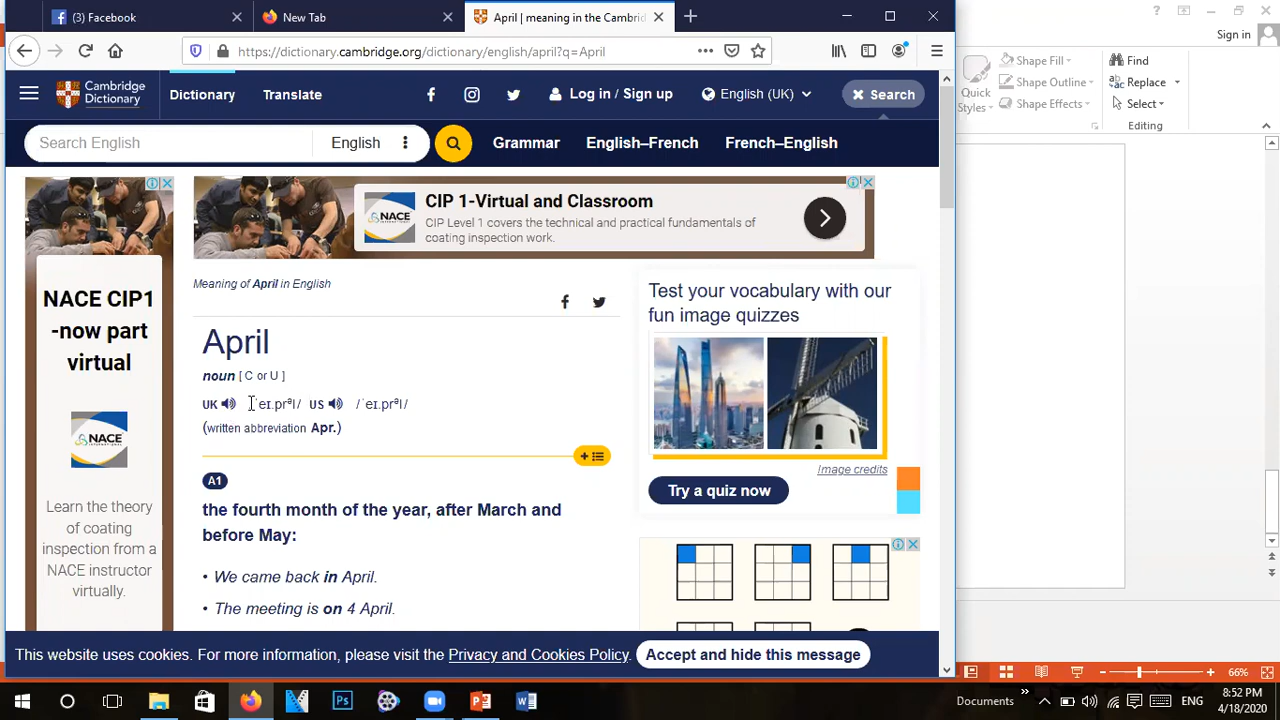 (3) Facebook
New Tab
April | meaning in the Cambrid
Sign in
https://dictionary.cambridge.org/dictionary/english/april?q=April
Shape Fill
Shape Outline
Shape Effects
Quick
Styles
Find
Replace
Select
Editing
Cambridge
Dictionary
Dictionary
Translate
Log in / Sign up
English (UK)
Search
Search English
English
Grammar
English–French
French–English
CIP 1-Virtual and Classroom
CIP Level 1 covers the technical and practical fundamentals of
coating inspection work.
NACE
NACE CIP1
-now part
virtual
NACE
Learn the theory
of coating
inspection from a
NACE instructor
virtually.
Meaning of April in English
April
noun [ C or U ]
UK /ˈeɪ.prəl/ US /ˈeɪ.prəl/
(written abbreviation Apr.)
A1
the fourth month of the year, after March and
before May:
• We came back in April.
• The meeting is on 4 April.
Test your vocabulary with our
fun image quizzes
Image credits
Try a quiz now
This website uses cookies. For more information, please visit the Privacy and Cookies Policy.
Accept and hide this message
66%
Documents
ENG
8:52 PM
4/18/2020